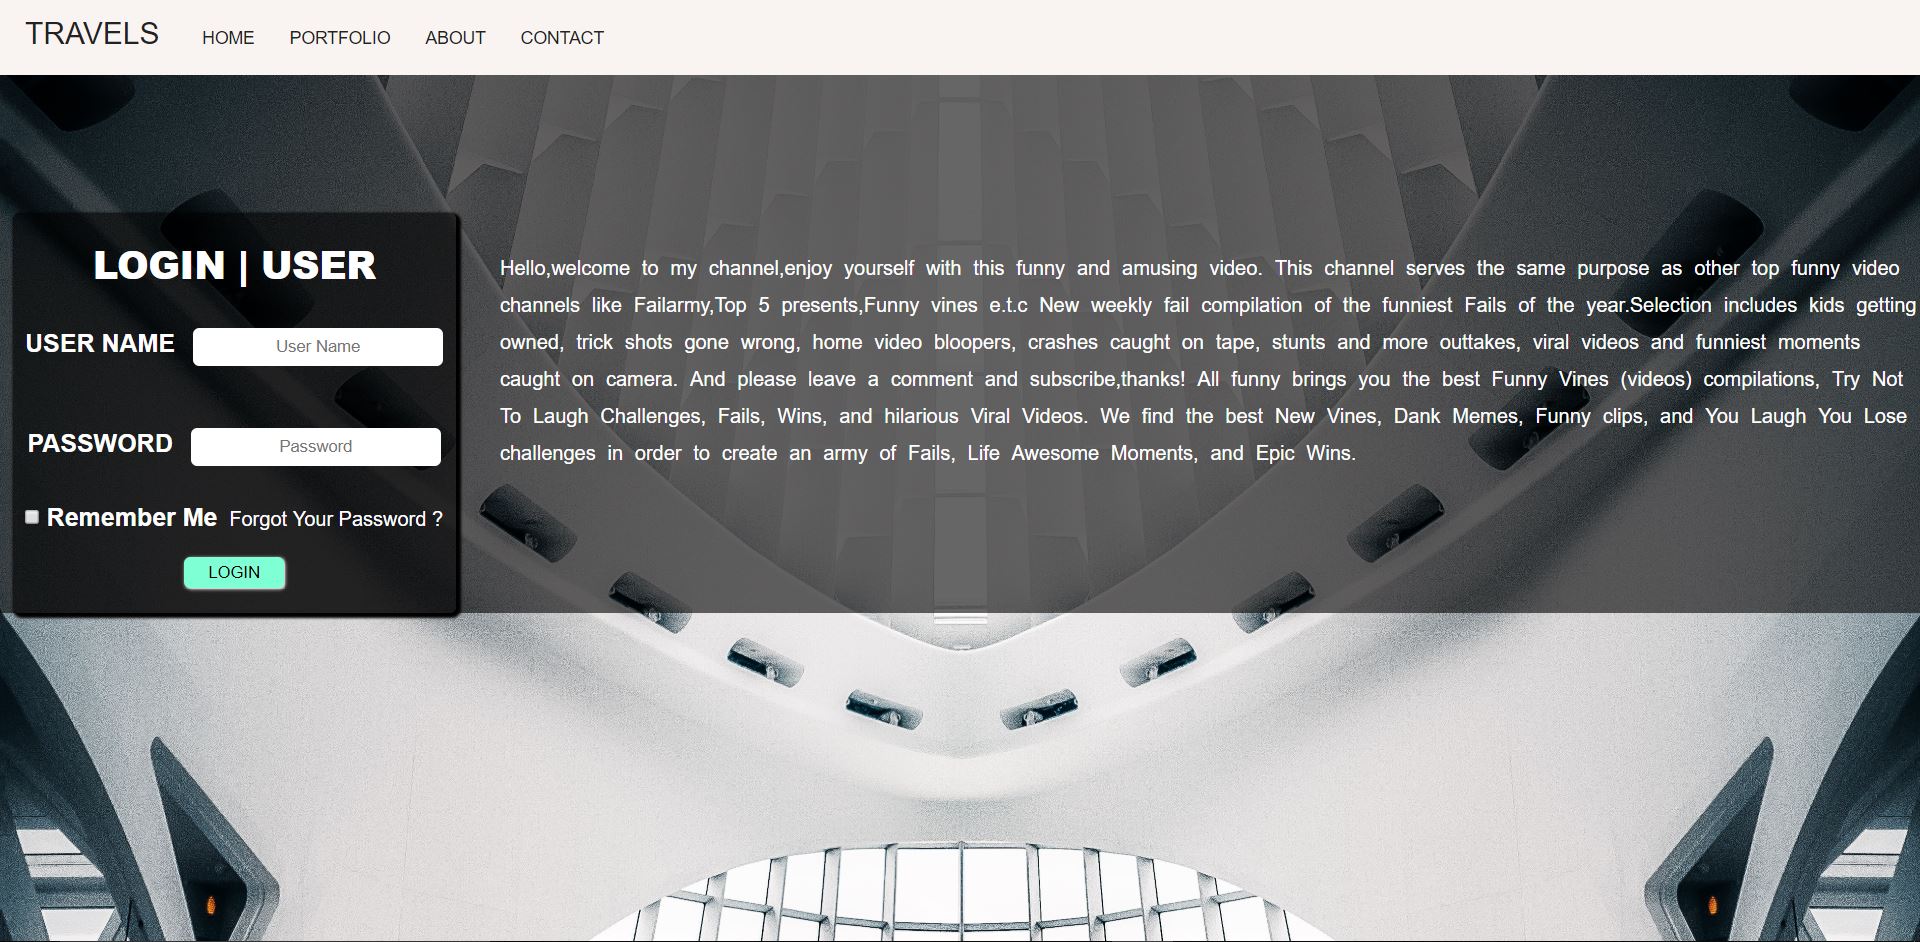 TRAVELS HOME PORTFOLIO ABOUT CONTACT
LOGIN | USER
USER NAME User Name
PASSWORD Password
Remember Me Forgot Your Password ?
LOGIN
Hello,welcome to my channel,enjoy yourself with this funny and amusing video. This channel serves the same purpose as other top funny video
channels like Failarmy,Top 5 presents,Funny vines e.t.c New weekly fail compilation of the funniest Fails of the year.Selection includes kids getting
owned, trick shots gone wrong, home video bloopers, crashes caught on tape, stunts and more outtakes, viral videos and funniest moments
caught on camera. And please leave a comment and subscribe,thanks! All funny brings you the best Funny Vines (videos) compilations, Try Not
To Laugh Challenges, Fails, Wins, and hilarious Viral Videos. We find the best New Vines, Dank Memes, Funny clips, and You Laugh You Lose
challenges in order to create an army of Fails, Life Awesome Moments, and Epic Wins.